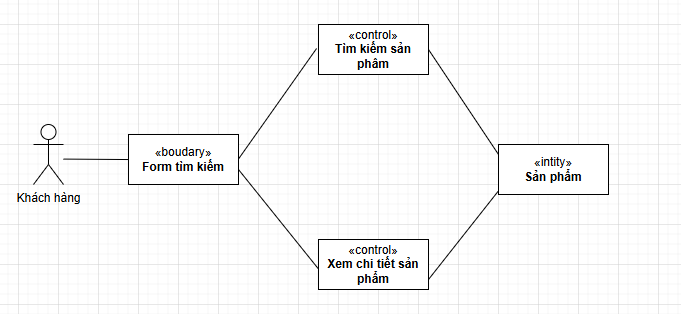 «control»
Tìm kiếm sản
phẩm
«boudary»
Form tìm kiếm
Khách hàng
«intity»
Sản phẩm
«control»
Xem chi tiết sản
phẩm